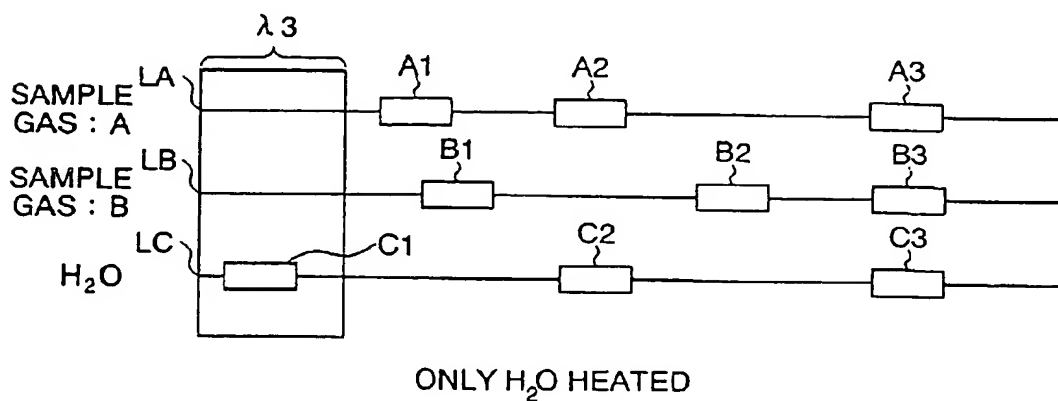 λ3
LA A1 A2 A3
SAMPLE
GAS : A
LB B1 B2 B3
SAMPLE
GAS : B
LC C1 C2 C3
H₂O
ONLY H₂O HEATED